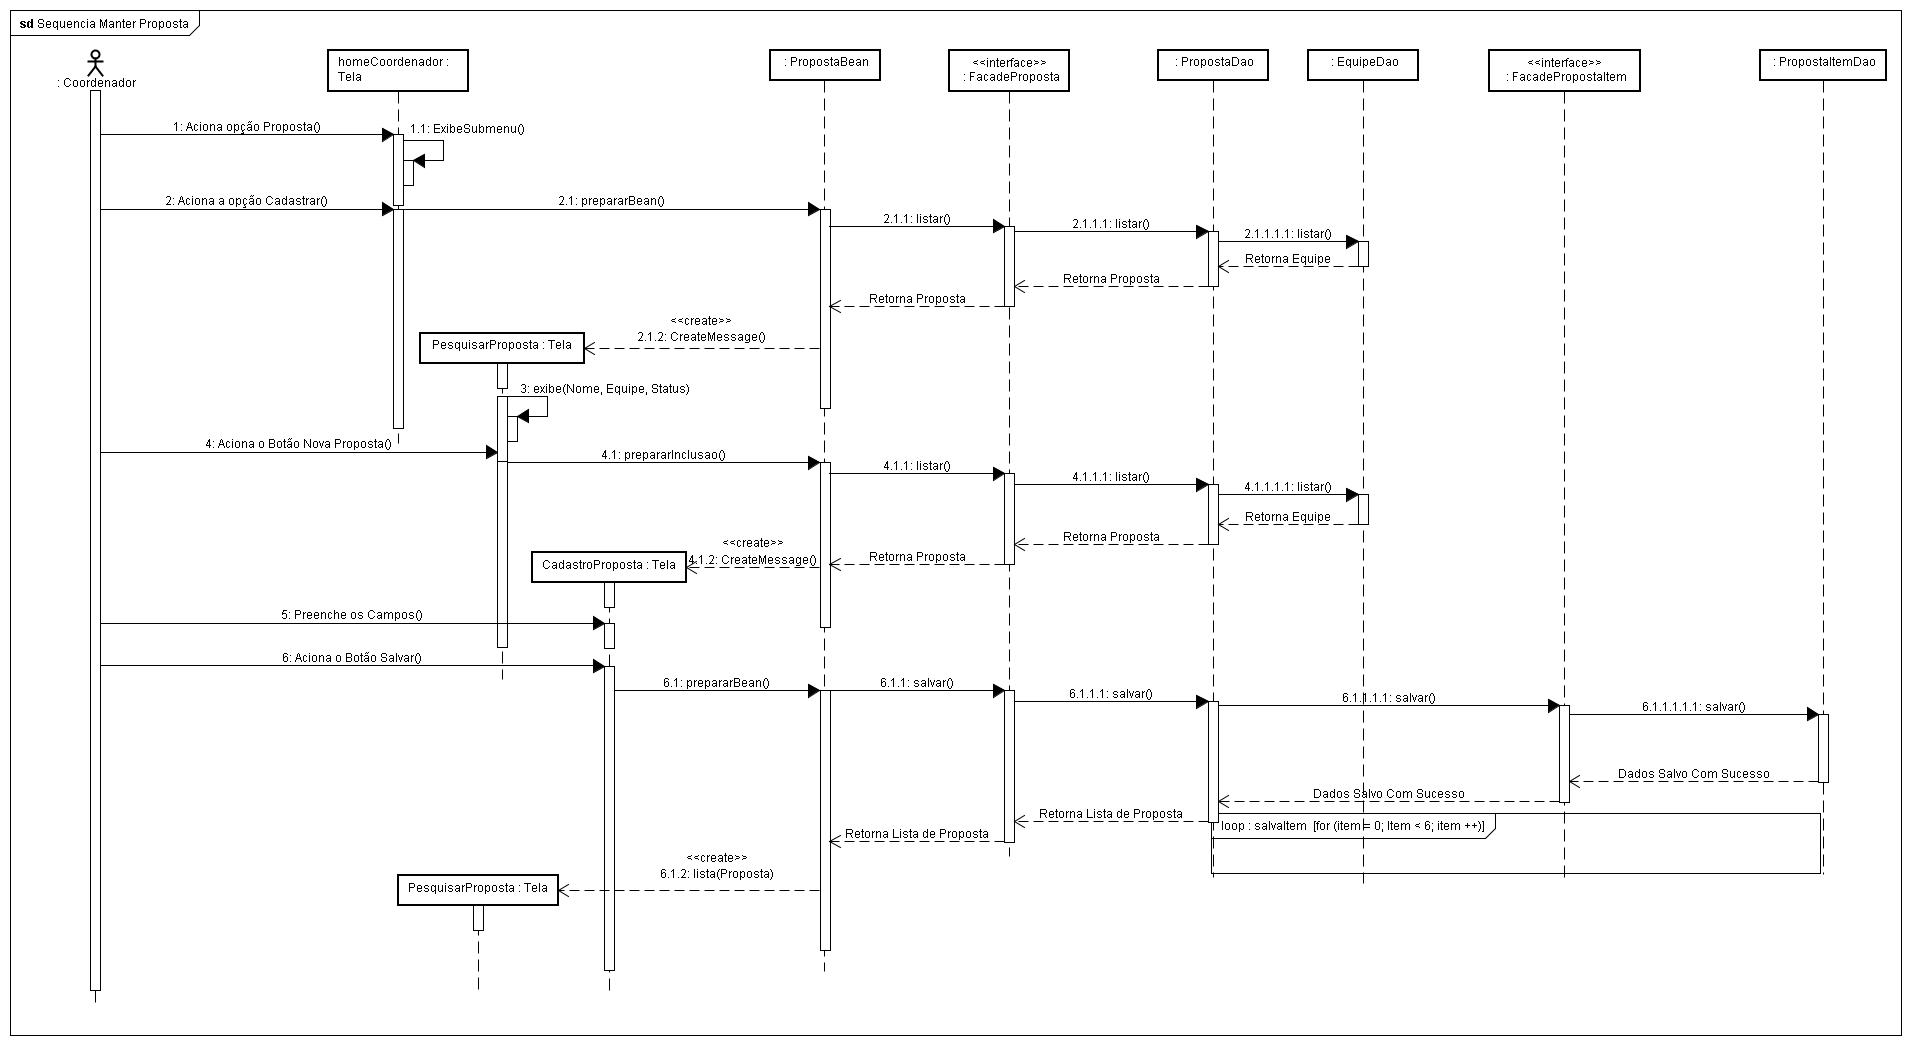 sd Sequencia Manter Proposta
: Coordenador
homeCoordenador :
Tela
: PropostaBean
<<interface>>
: FacadeProposta
: PropostaDao
: EquipeDao
<<interface>>
: FacadePropostaItem
: PropostaItemDao
1: Aciona opção Proposta()
1.1: ExibeSubmenu()
2: Aciona a opção Cadastrar()
2.1: prepararBean()
2.1.1: listar()
2.1.1.1: listar()
2.1.1.1.1: listar()
Retorna Equipe
Retorna Proposta
Retorna Proposta
<<create>>
2.1.2: CreateMessage()
PesquisarProposta : Tela
3: exibe(Nome, Equipe, Status)
4: Aciona o Botão Nova Proposta()
4.1: prepararInclusao()
4.1.1: listar()
4.1.1.1: listar()
4.1.1.1.1: listar()
Retorna Equipe
Retorna Proposta
Retorna Proposta
<<create>>
4.1.2: CreateMessage()
CadastroProposta : Tela
5: Preenche os Campos()
6: Aciona o Botão Salvar()
6.1: prepararBean()
6.1.1: salvar()
6.1.1.1: salvar()
6.1.1.1.1: salvar()
6.1.1.1.1.1: salvar()
Dados Salvo Com Sucesso
Dados Salvo Com Sucesso
Retorna Lista de Proposta
Retorna Lista de Proposta
loop : salvaItem [for (item = 0; Item < 6; item ++)]
<<create>>
6.1.2: lista(Proposta)
PesquisarProposta : Tela